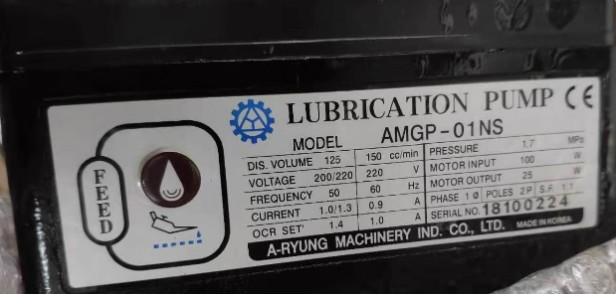 LUBRICATION PUMP CE
MODEL AMGP-01NS
DIS. VOLUME 125 150 cc/min PRESSURE 1.7 MPa
VOLTAGE 200/220 220 V MOTOR INPUT 100 W
FREQUENCY 50 60 Hz MOTOR OUTPUT 25 W
CURRENT 1.0/1.3 0.9 A PHASE 1Ø POLES 2P S.F. 1.1
OCR SET' 1.4 1.0 A SERIAL NO. 18100224
A-RYUNG MACHINERY IND. CO., LTD. MADE IN KOREA
FEED